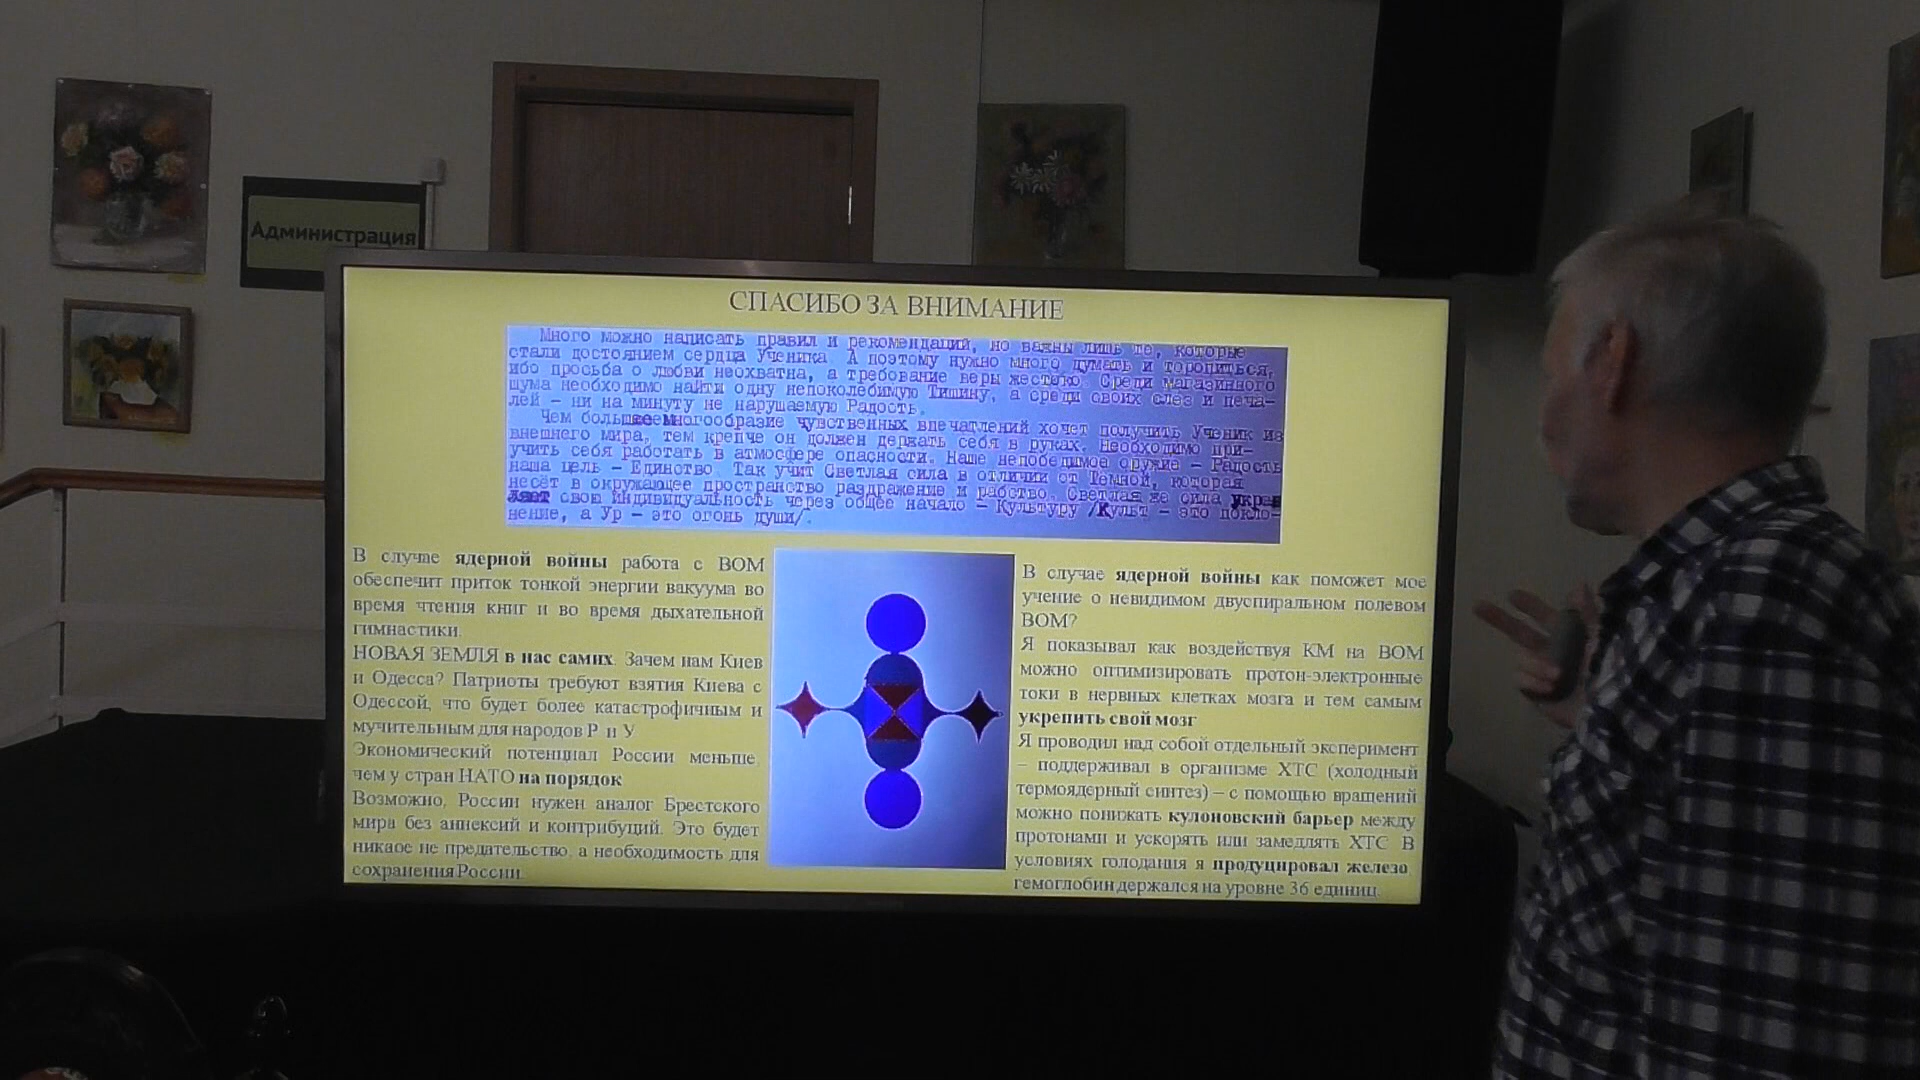 Администрация
СПАСИБО ЗА ВНИМАНИЕ
Много можно написать правил и рекомендаций, но важны лишь те, которые
стали достоянием сердца Ученика. А поэтому нужно много думать и торопиться,
ибо просьба о любви неохватна, а требование веры жестоко. Среди магазинного
шума необходимо найти одну непоколебимую Тишину, а среди своих слез и печа-
лей – ни на минуту не нарушаемую Радость.
Чем большее многообразие чувственных впечатлений хочет получить Ученик из
внешнего мира, тем крепче он должен держать себя в руках. Необходимо при-
учить себя работать в атмосфере опасности. Наше непобедимое оружие – Радость
наша цель – Единство. Так учит Светлая сила в отличии от Темной, которая
несёт в окружающее пространство раздражение и рабство. Светлая же сила укреп
ляет свою индивидуальность через общее начало – Культуру /Культ – это покло-
нение, а Ур – это огонь души/.
В случае ядерной войны работа с ВОМ
обеспечит приток тонкой энергии вакуума во
время чтения книг и во время дыхательной
гимнастики.
НОВАЯ ЗЕМЛЯ в нас самих. Зачем нам Киев
и Одесса? Патриоты требуют взятия Киева с
Одессой, что будет более катастрофичным и
мучительным для народов Р и У
Экономический потенциал России меньше,
чем у стран НАТО на порядок
Возможно, России нужен аналог Брестского
мира без аннексий и контрибуций. Это будет
никаое не предательство, а необходимость для
сохранения России.
В случае ядерной войны как поможет мое
учение о невидимом двуспиральном полевом
ВОМ?
Я показывал как воздействуя КМ на ВОМ
можно оптимизировать протон-электронные
токи в нервных клетках мозга и тем самым
укрепить свой мозг
Я проводил над собой отдельный эксперимент
– поддерживал в организме ХТС (холодный
термоядерный синтез) – с помощью вращений
можно понижать кулоновский барьер между
протонами и ускорять или замедлять ХТС В
условиях голодания я продуцировал железо,
гемоглобин держался на уровне 36 единиц.